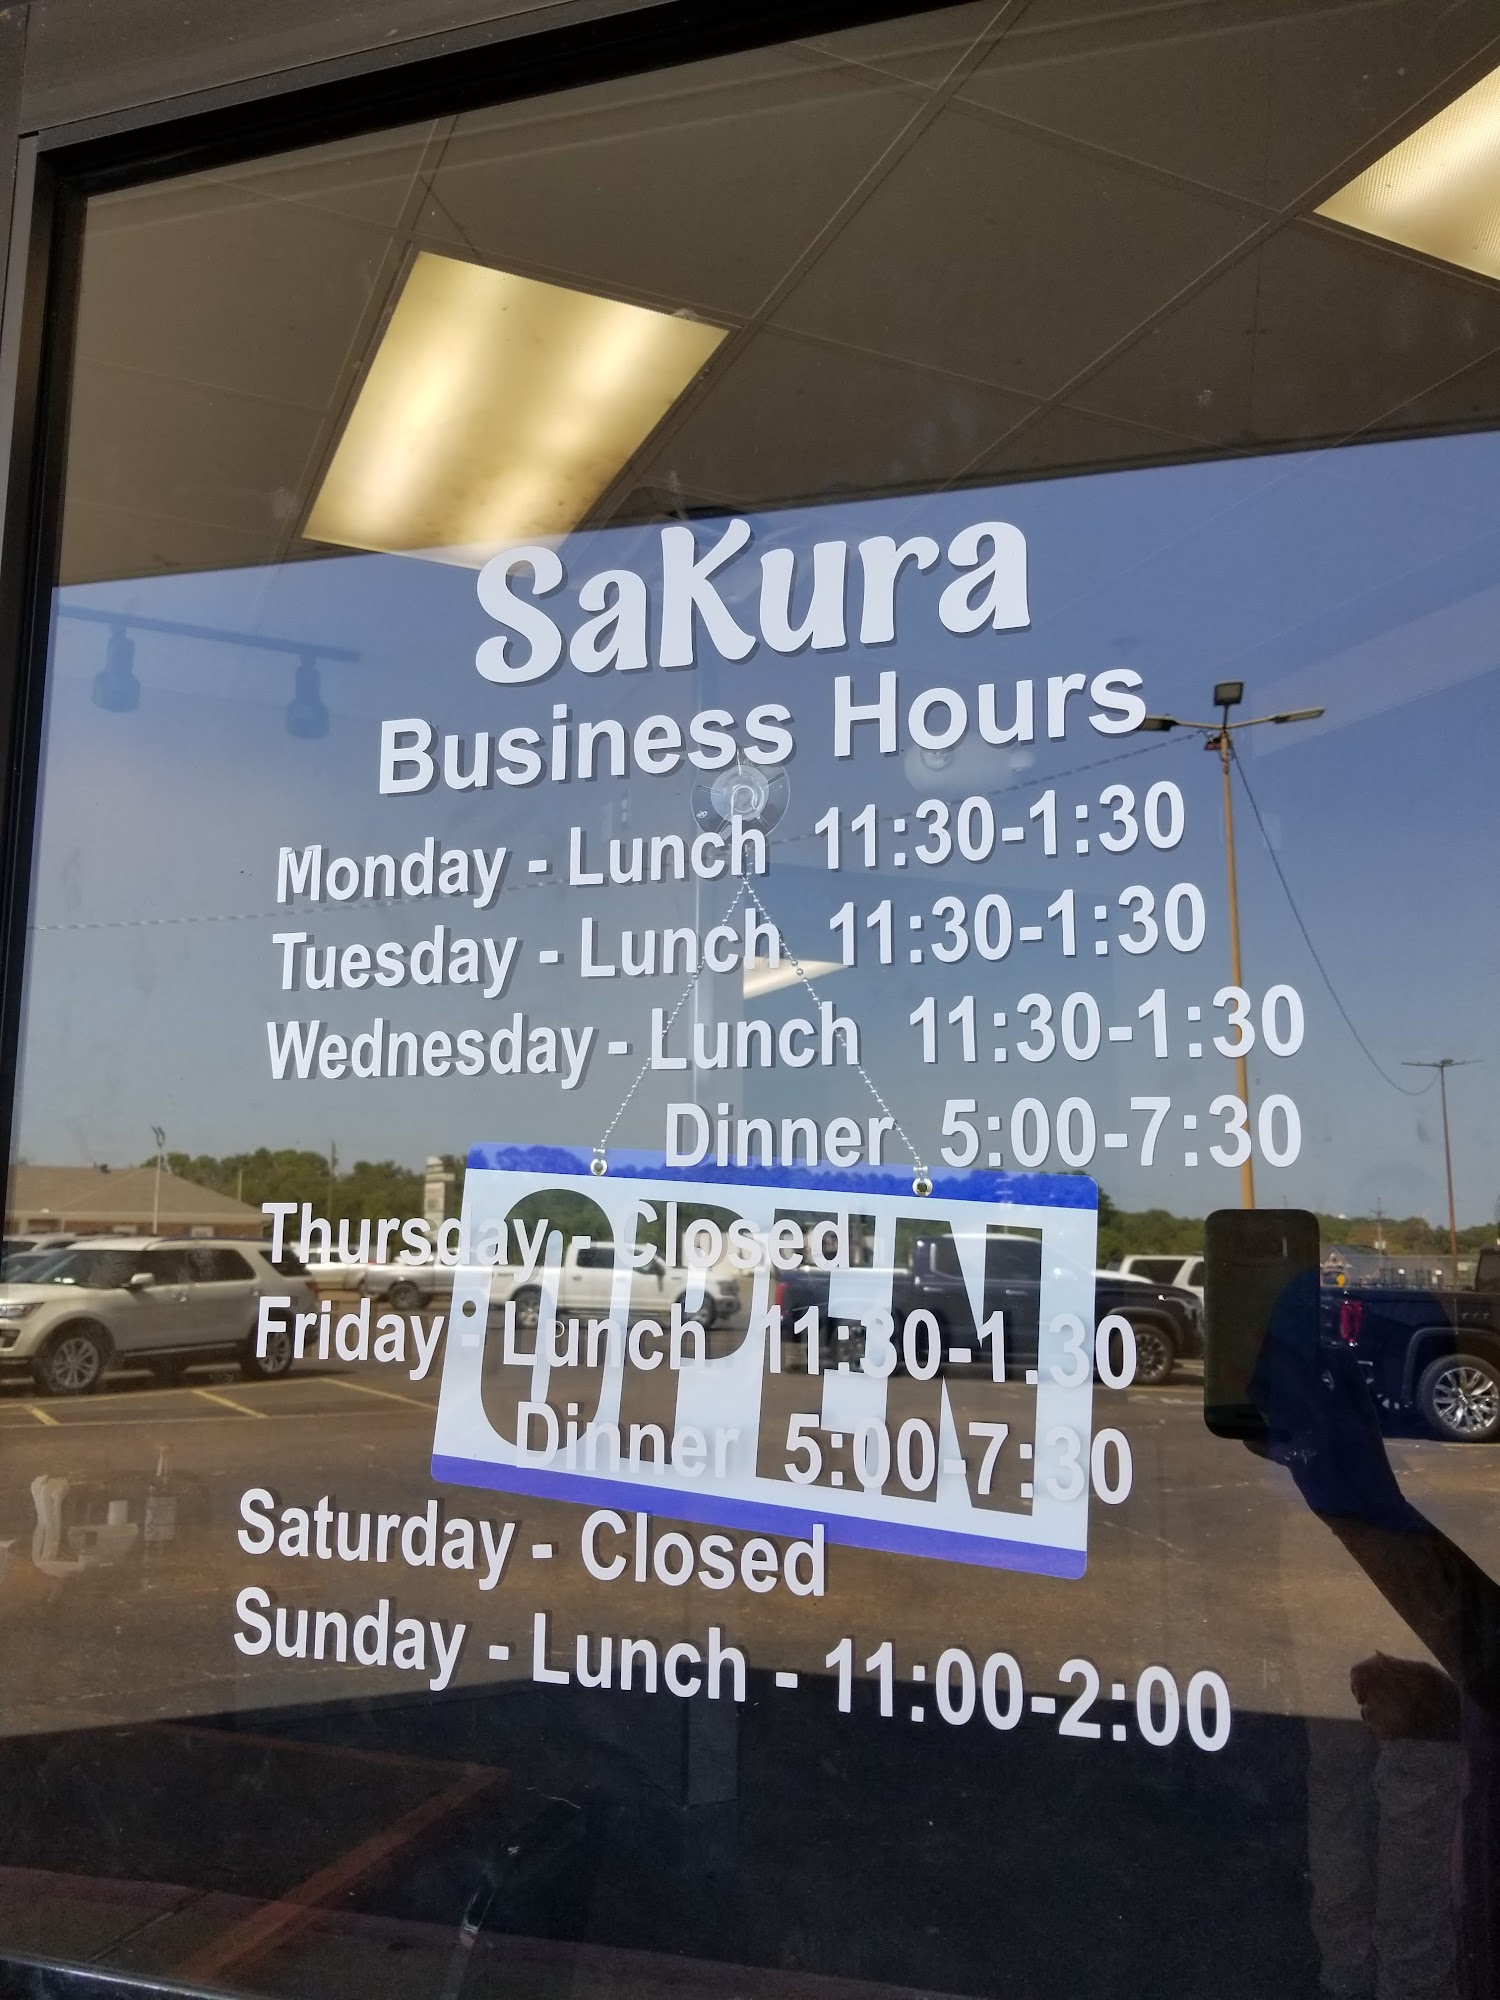 SaKura
Business Hours
Monday - Lunch 11:30-1:30
Tuesday - Lunch 11:30-1:30
Wednesday - Lunch 11:30-1:30
Dinner 5:00-7:30
OPEN
Thursday - Closed
Friday - Lunch 11:30-1.30
Dinner 5:00-7:30
Saturday - Closed
Sunday - Lunch - 11:00-2:00